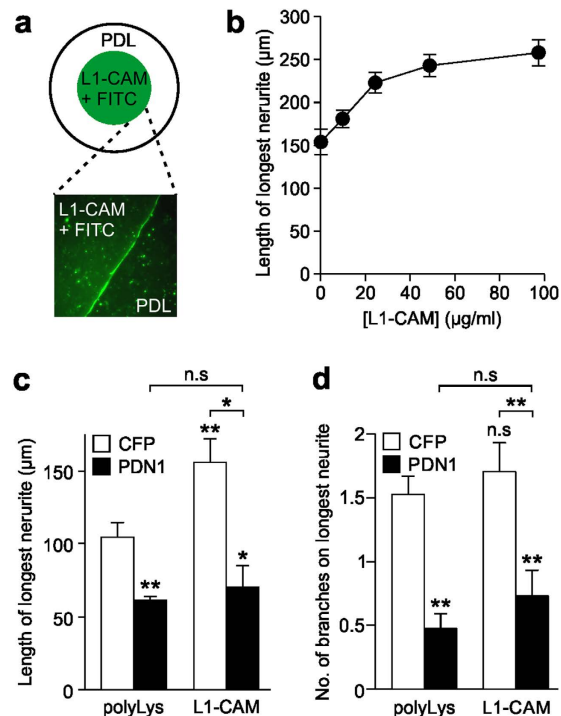 a
PDL
L1-CAM
+ FITC
L1-CAM
+ FITC
PDL
b
Length of longest nerurite (µm)
300
250
200
150
100
50
0
0 20 40 60 80 100
[L1-CAM] (µg/ml)
c
n.s
*
**
CFP
PDN1
Length of longest nerurite (µm)
150
100
50
0
**
*
polyLys L1-CAM
d
n.s
**
n.s
CFP
PDN1
No. of branches on longest neurite
2
1.5
1
0.5
0
**
**
polyLys L1-CAM